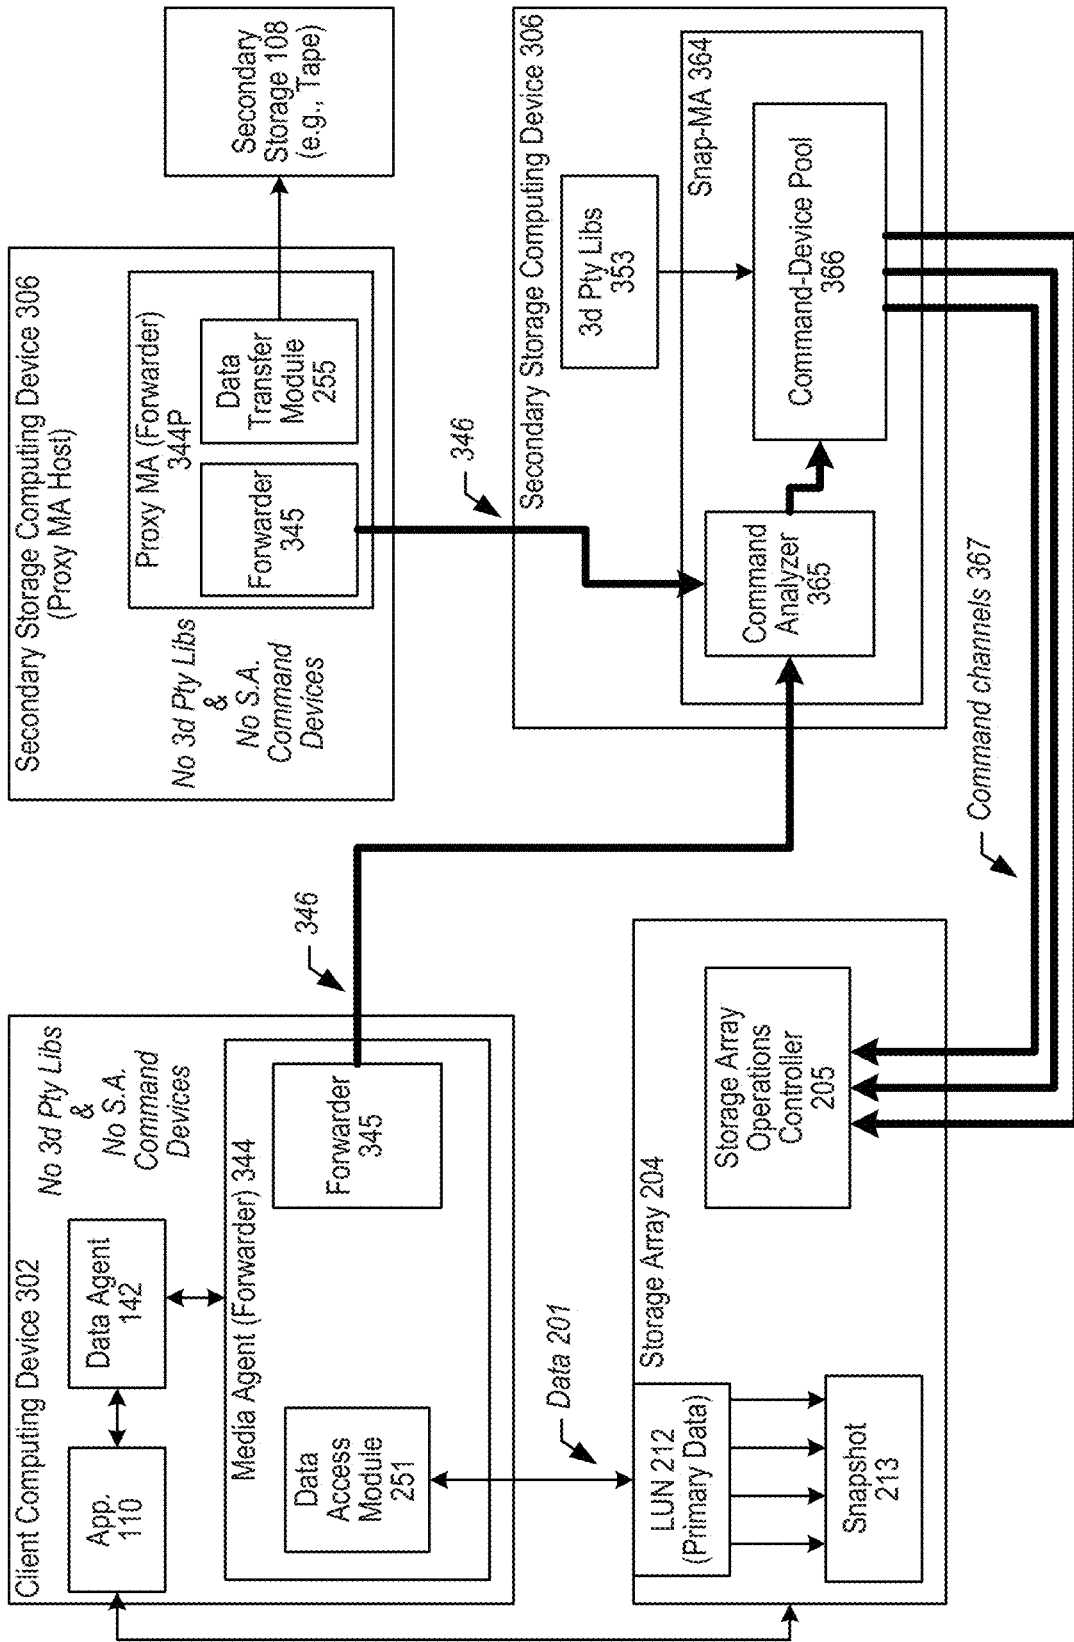 Client Computing Device 302
App.
110
Data Agent
142
No 3d Pty Libs
&
No S.A.
Command
Devices
Media Agent (Forwarder) 344
Data
Access
Module
251
Forwarder
345
346
Data 201
Storage Array 204
LUN 212
(Primary Data)
Snapshot
213
Storage Array
Operations
Controller
205
Secondary Storage Computing Device 306
(Proxy MA Host)
No 3d Pty Libs
&
No S.A.
Command
Devices
Proxy MA (Forwarder)
344P
Forwarder
345
Data
Transfer
Module
255
Secondary
Storage 108
(e.g., Tape)
346
Secondary Storage Computing Device 306
3d Pty Libs
353
Snap-MA 364
Command
Analyzer
365
Command-Device Pool
366
Command channels 367